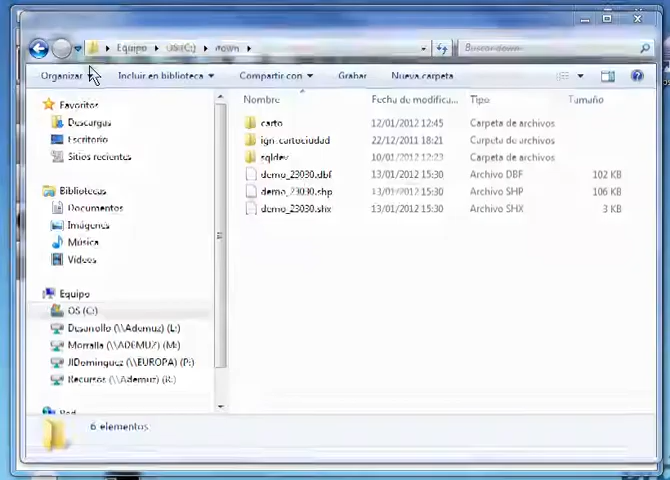 Equipo OS (C:) down
Buscar down
Organizar Incluir en biblioteca Compartir con Grabar Nueva carpeta
Favoritos
Descargas
Escritorio
Sitios recientes
Bibliotecas
Documentos
Imágenes
Música
Vídeos
Equipo
OS (C:)
Desarrollo (\\Ademuz) (L:)
Morralla (\\ADEMUZ) (M:)
JIDominguez (\\EUROPA) (P:)
Recursos (\\Ademuz) (R:)
Red
Nombre Fecha de modifica... Tipo Tamaño
carto 12/01/2012 12:45 Carpeta de archivos
ign_cartociudad 22/12/2011 18:21 Carpeta de archivos
sqldev 10/01/2012 12:23 Carpeta de archivos
demo_23030.dbf 13/01/2012 15:30 Archivo DBF 102 KB
demo_23030.shp 13/01/2012 15:30 Archivo SHP 106 KB
demo_23030.shx 13/01/2012 15:30 Archivo SHX 3 KB
6 elementos